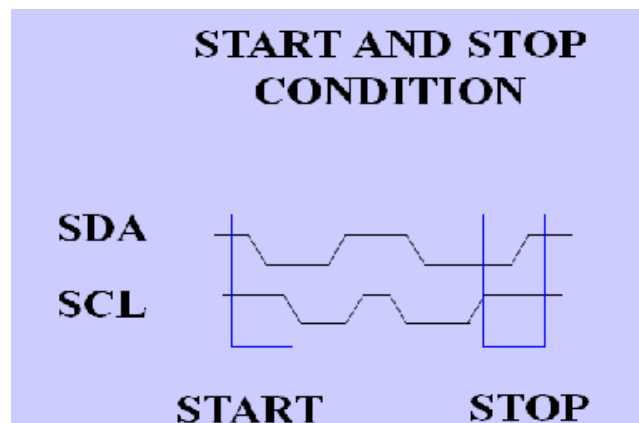 START AND STOP
CONDITION
SDA
SCL
START STOP